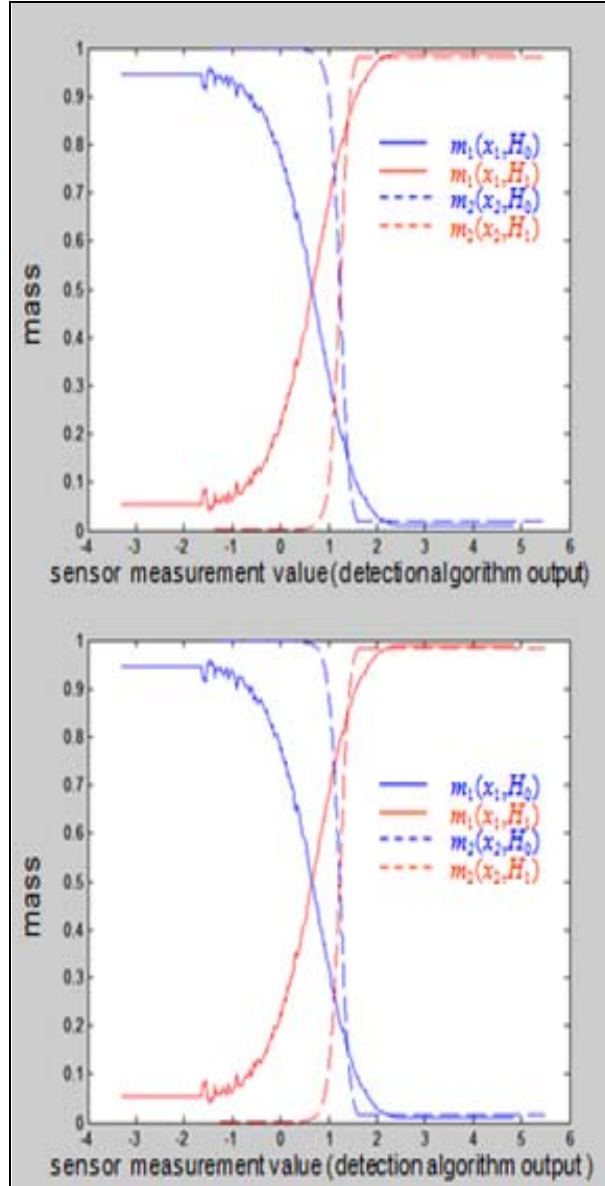 1
0.9
0.8
0.7
0.6
0.5
0.4
0.3
0.2
0.1
0
mass
m₁(x₁,H₀)
m₁(x₁,H₁)
m₂(x₂,H₀)
m₂(x₂,H₁)
-4 -3 -2 -1 0 1 2 3 4 5 6
sensor measurement value (detection algorithm output)
1
0.9
0.8
0.7
0.6
0.5
0.4
0.3
0.2
0.1
0
mass
m₁(x₁,H₀)
m₁(x₁,H₁)
m₂(x₂,H₀)
m₂(x₂,H₁)
-4 -3 -2 -1 0 1 2 3 4 5 6
sensor measurement value (detection algorithm output)